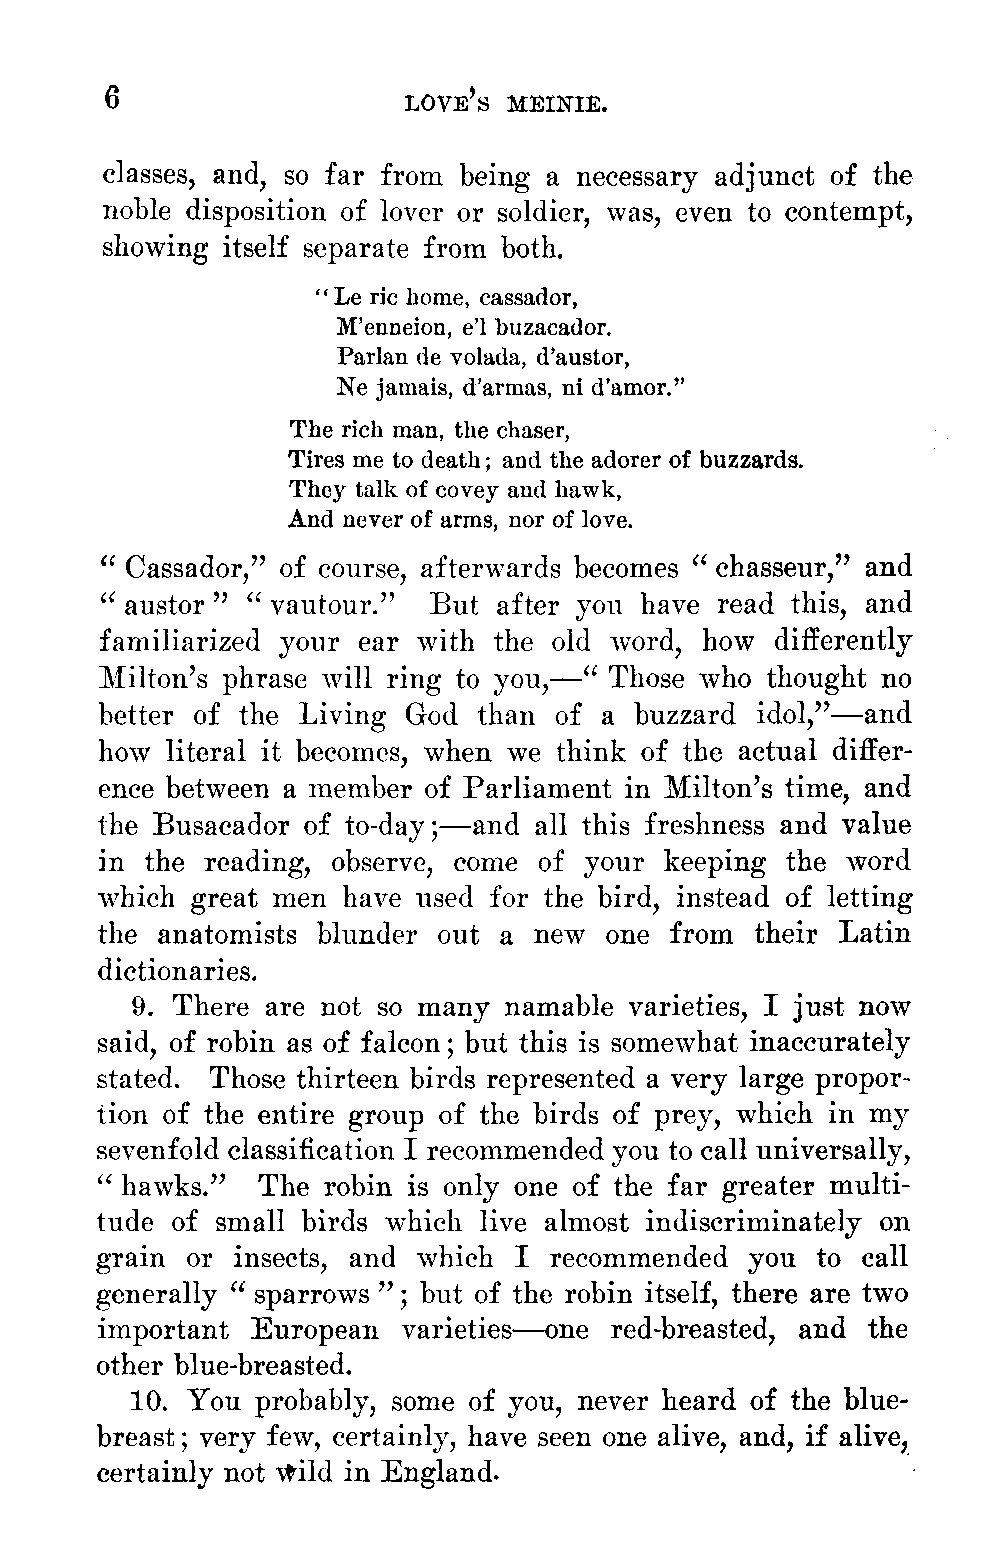 6 LOVE'S MEINIE.
classes, and, so far from being a necessary adjunct of the
noble disposition of lover or soldier, was, even to contempt,
showing itself separate from both.
"Le ric home, cassador,
M'enneion, e'l buzacador.
Parlan de volada, d'austor,
Ne jamais, d'armas, ni d'amor."
The rich man, the chaser,
Tires me to death; and the adorer of buzzards.
They talk of covey and hawk,
And never of arms, nor of love.
"Cassador," of course, afterwards becomes "chasseur," and
"austor" "vautour." But after you have read this, and
familiarized your ear with the old word, how differently
Milton's phrase will ring to you,—"Those who thought no
better of the Living God than of a buzzard idol,"—and
how literal it becomes, when we think of the actual differ-
ence between a member of Parliament in Milton's time, and
the Busacador of to-day;—and all this freshness and value
in the reading, observe, come of your keeping the word
which great men have used for the bird, instead of letting
the anatomists blunder out a new one from their Latin
dictionaries.
9. There are not so many namable varieties, I just now
said, of robin as of falcon; but this is somewhat inaccurately
stated. Those thirteen birds represented a very large propor-
tion of the entire group of the birds of prey, which in my
sevenfold classification I recommended you to call universally,
"hawks." The robin is only one of the far greater multi-
tude of small birds which live almost indiscriminately on
grain or insects, and which I recommended you to call
generally "sparrows"; but of the robin itself, there are two
important European varieties—one red-breasted, and the
other blue-breasted.
10. You probably, some of you, never heard of the blue-
breast; very few, certainly, have seen one alive, and, if alive,
certainly not wild in England.